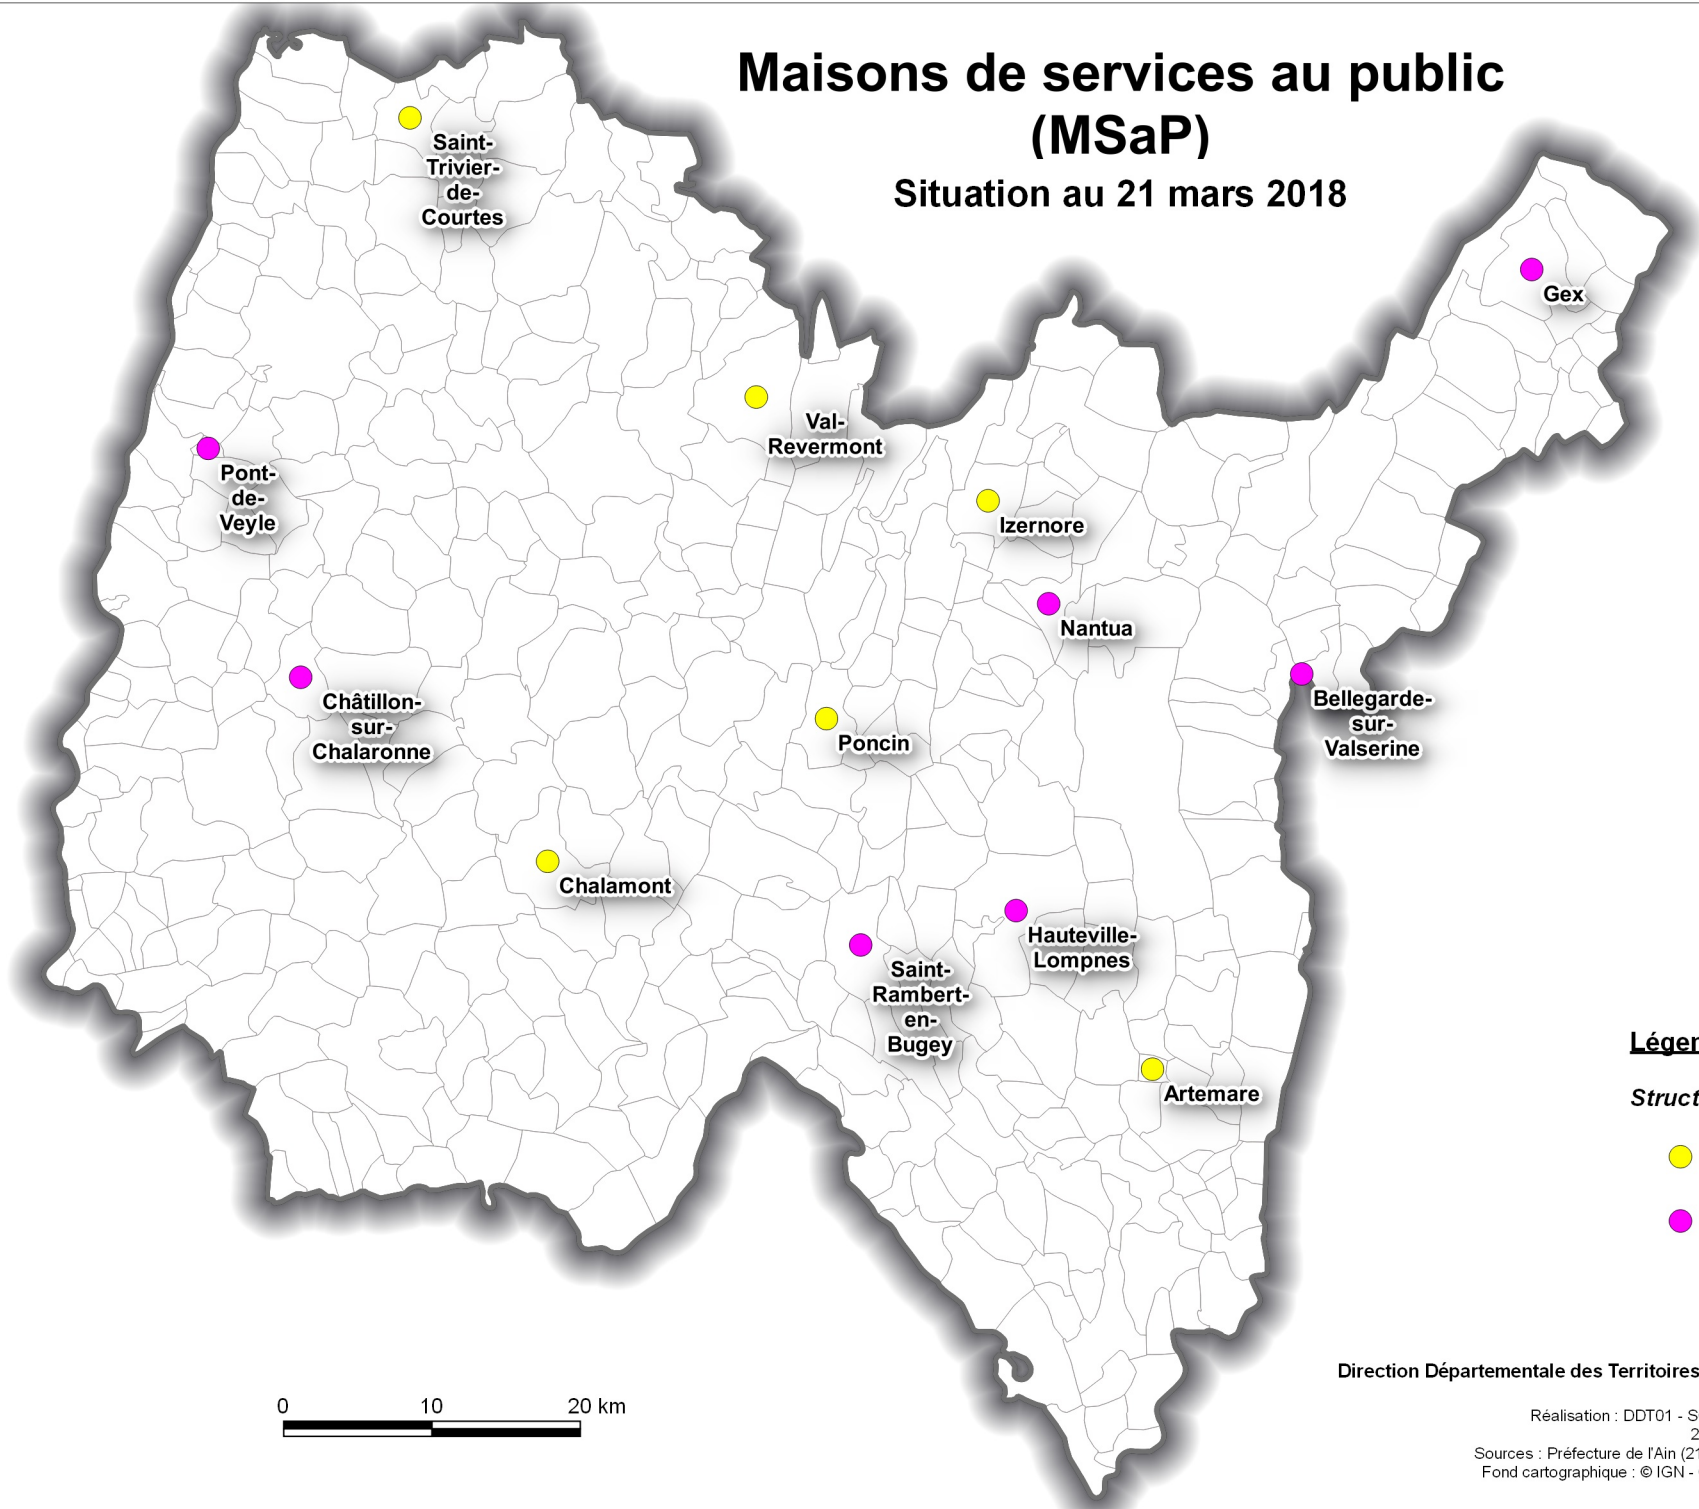 Maisons de services au public
(MSaP)
Situation au 21 mars 2018
Saint-
Trivier-
de-
Courtes
Gex
Val-
Revermont
Pont-
de-
Veyle
Izernore
Nantua
Châtillon-
sur-
Chalaronne
Bellegarde-
sur-
Valserine
Poncin
Chalamont
Hauteville-
Lompnes
Saint-
Rambert-
en-
Bugey
Artemare
Struct
0 10 20 km
Direction Départementale des Territoires
Réalisation : DDT01 - S
2
Sources : Préfecture de l'Ain (21
Fond cartographique : © IGN -